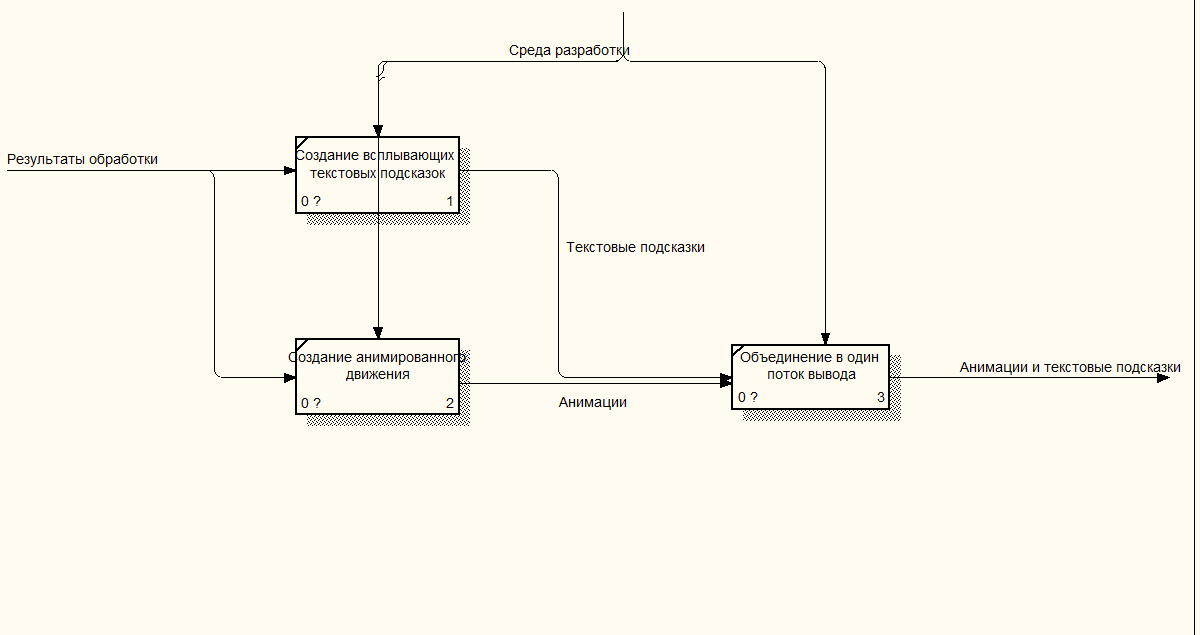 Среда разработки
Результаты обработки
Создание всплывающих
текстовых подсказок
0 ?
1
Текстовые подсказки
Создание анимированного
движения
0 ?
2
Анимации
Объединение в один
поток вывода
0 ?
3
Анимации и текстовые подсказки